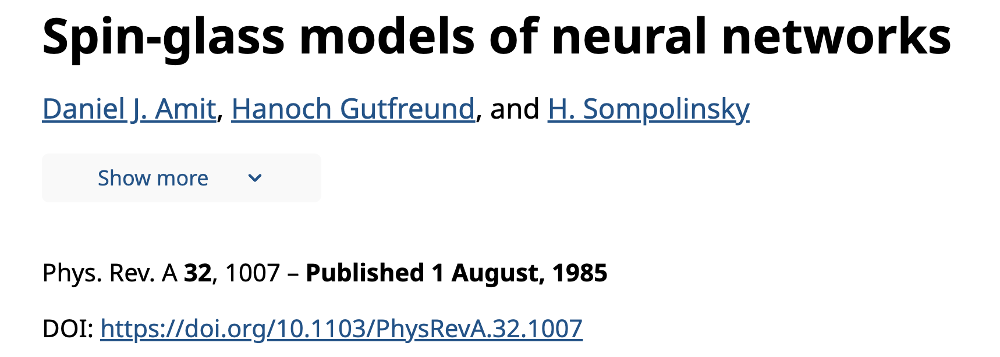 Spin-glass models of neural networks
Daniel J. Amit, Hanoch Gutfreund, and H. Sompolinsky
Show more
Phys. Rev. A 32, 1007 – Published 1 August, 1985
DOI: https://doi.org/10.1103/PhysRevA.32.1007